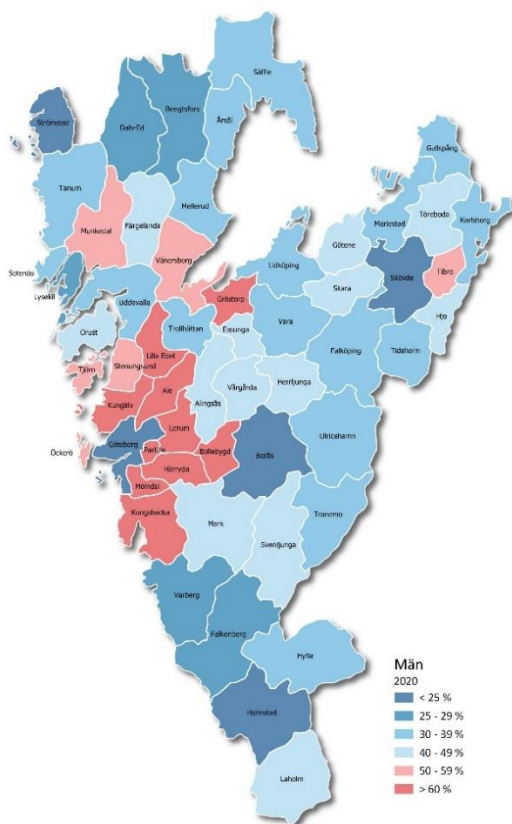 Säffle
Bengtsfors
Strömstad
Dals-Ed
Åmål
Gullspång
Tanum
Mellerud
Töreboda
Mariestad
Karlsborg
Munkedal
Färgelanda
Götene
Vänersborg
Lidköping
Sotenäs
Skövde
Tibro
Lysekil
Skara
Grästorp
Uddevalla
Hjo
Vara
Orust
Trollhättan
Essunga
Falköping
Tidaholm
Lilla Edet
Stenungsund
Tjörn
Herrljunga
Ale
Vårgårda
Kungälv
Alingsås
Lerum
Ulricehamn
Göteborg
Partille
Bollebygd
Borås
Öckerö
Härryda
Mölndal
Tranemo
Kungsbacka
Mark
Svenljunga
Varberg
Falkenberg
Hylte
Halmstad
Laholm
Män
2020
< 25 %
25 - 29 %
30 - 39 %
40 - 49 %
50 - 59 %
> 60 %